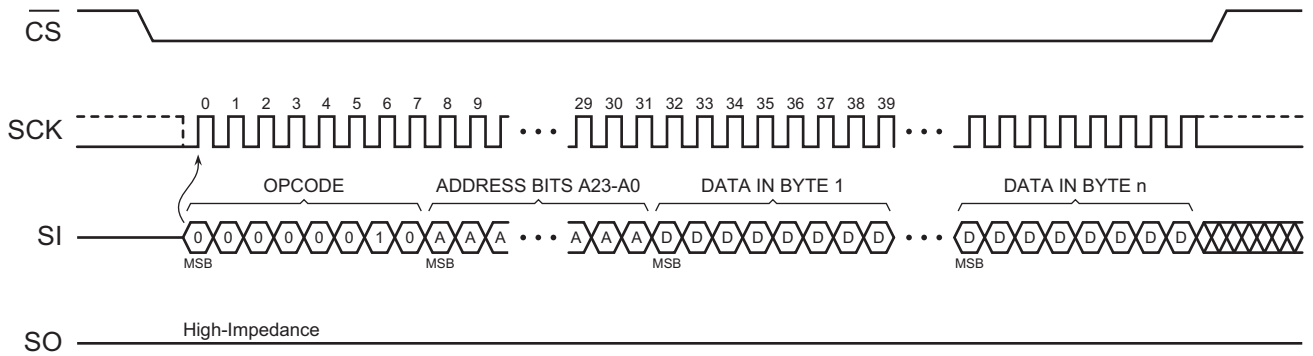 CS
0 1 2 3 4 5 6 7 8 9 29 30 31 32 33 34 35 36 37 38 39
SCK
OPCODE ADDRESS BITS A23-A0 DATA IN BYTE 1 DATA IN BYTE n
SI 0 0 0 0 0 0 1 0 A A A A A A D D D D D D D D D D D D D D D D
MSB MSB MSB MSB
High-Impedance
SO